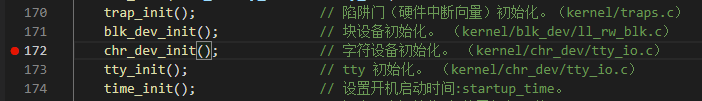 170 trap_init(); // 陷阱门（硬件中断向量）初始化。（kernel/traps.c）
171 blk_dev_init(); // 块设备初始化。 （kernel/blk_dev/ll_rw_blk.c）
172 chr_dev_init(); // 字符设备初始化。 （kernel/chr_dev/tty_io.c）
173 tty_init(); // tty 初始化。 （kernel/chr_dev/tty_io.c）
174 time_init(); // 设置开机启动时间:startup_time。